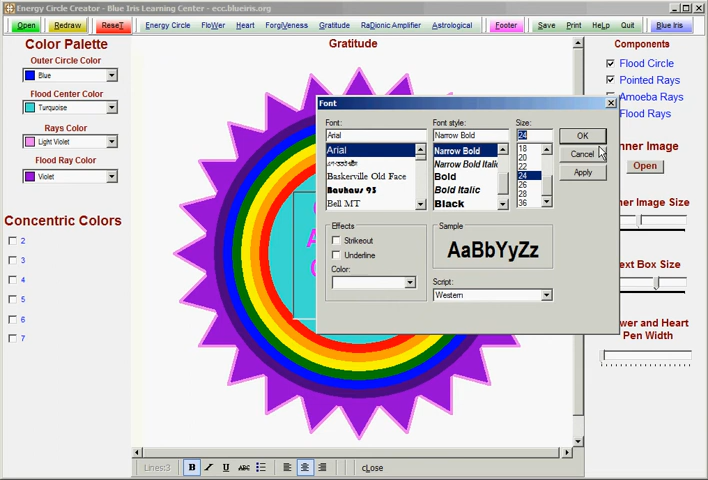 Energy Circle Creator - Blue Iris Learning Center - ecc.blueiris.org
Open Redraw ReseT Energy Circle FloWer Heart ForgiVeness Gratitude RaDionic Amplifier Astrological Footer Save Print HeLp Quit Blue Iris
Color Palette
Outer Circle Color
Blue
Flood Center Color
Turquoise
Rays Color
Light Violet
Flood Ray Color
Violet
Concentric Colors
2
3
4
5
6
7
Gratitude
Font
Font: Font style: Size:
Arial Narrow Bold 24
OK
Cancel
Apply
Arial
Baskerville Old Face
Bauhaus 93
Bell MT
Narrow Bold
Narrow Bold Italic
Bold
Bold Italic
Black
18
20
22
24
26
28
36
Effects
Strikeout
Underline
Color:
Sample
AaBbYyZz
Script:
Western
Components
Flood Circle
Pointed Rays
Amoeba Rays
Flood Rays
Open
Pen Width
Lines:3 B I U ABC cLose